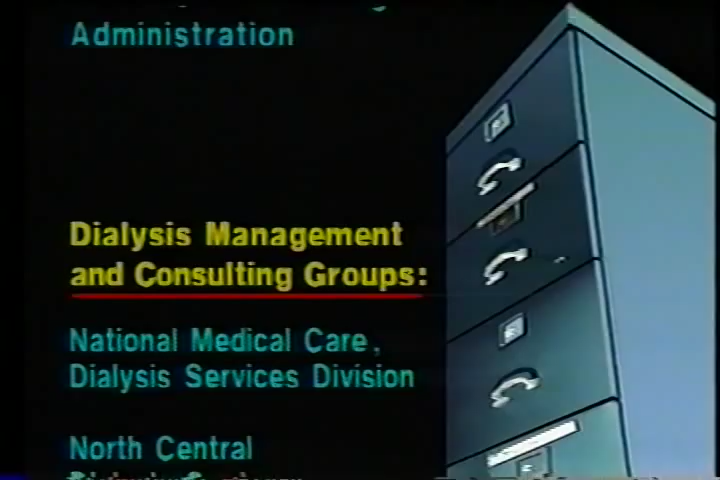 Administration
Dialysis Management
and Consulting Groups:
National Medical Care,
Dialysis Services Division
North Central